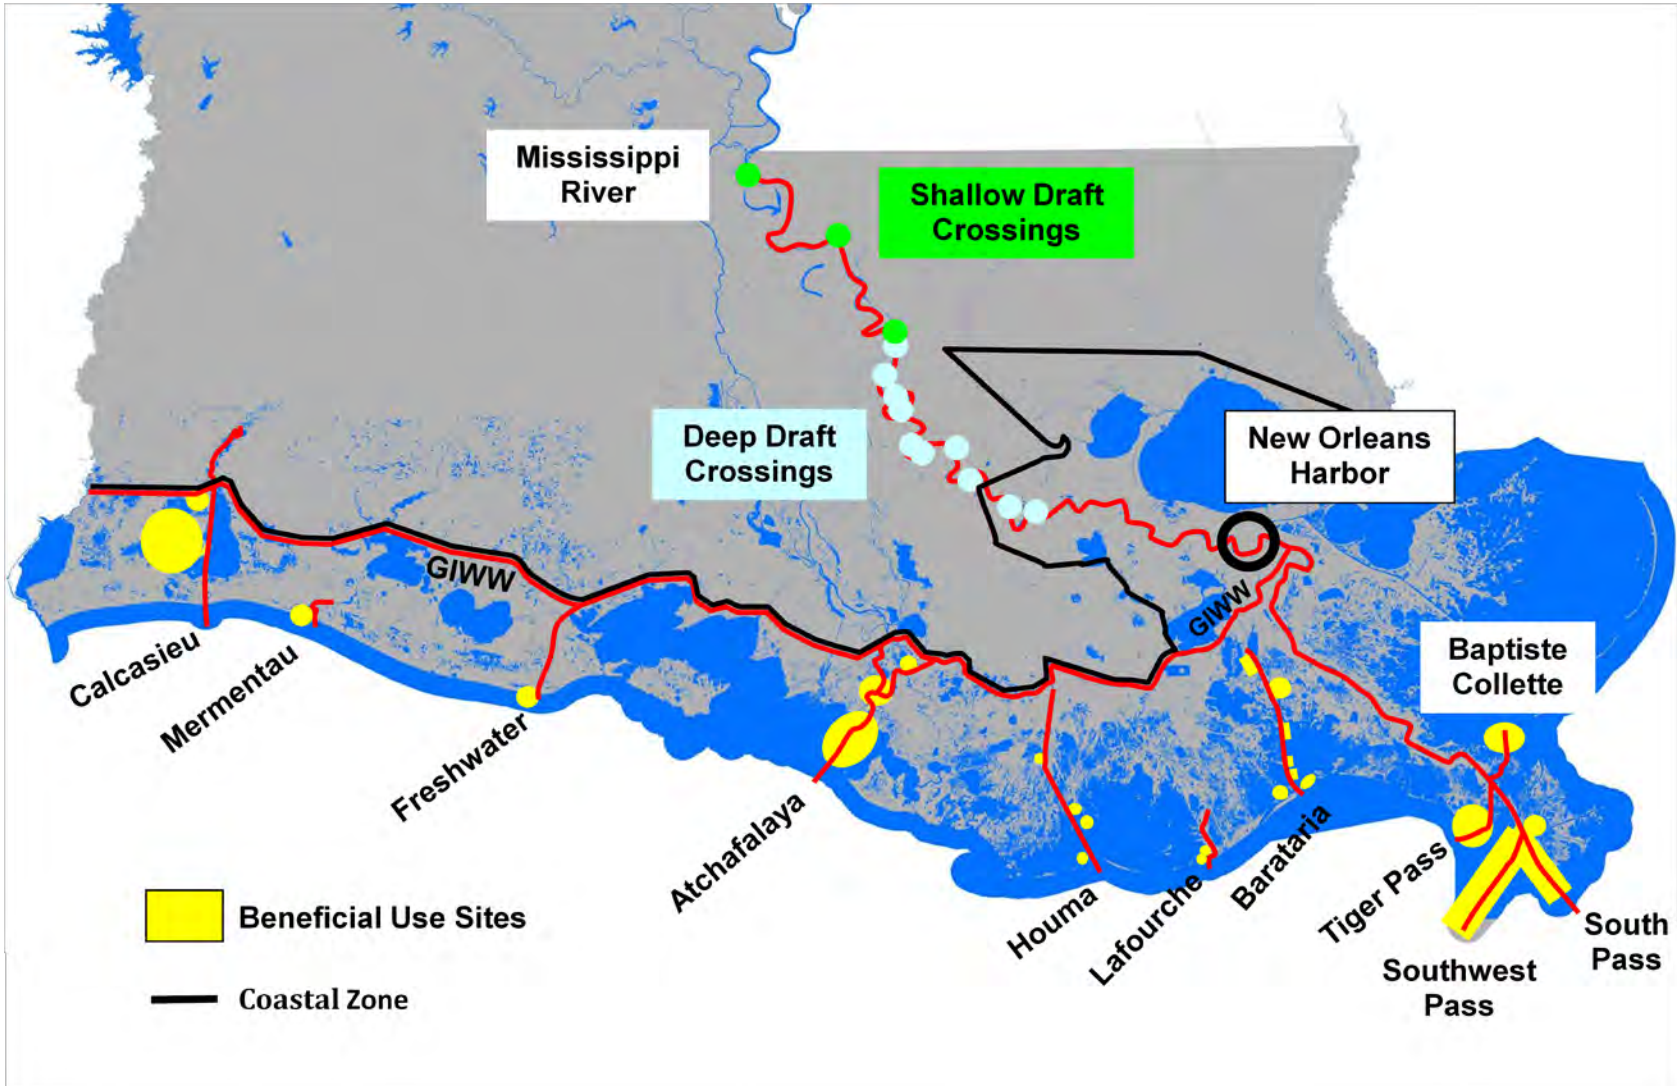 Mississippi
River
Shallow Draft
Crossings
Deep Draft
Crossings
New Orleans
Harbor
GIWW
GIWW
Baptiste
Collette
Calcasieu
Mermentau
Freshwater
Atchafalaya
Houma
Lafourche
Barataria
Tiger Pass
South
Pass
Southwest
Pass
Beneficial Use Sites
Coastal Zone